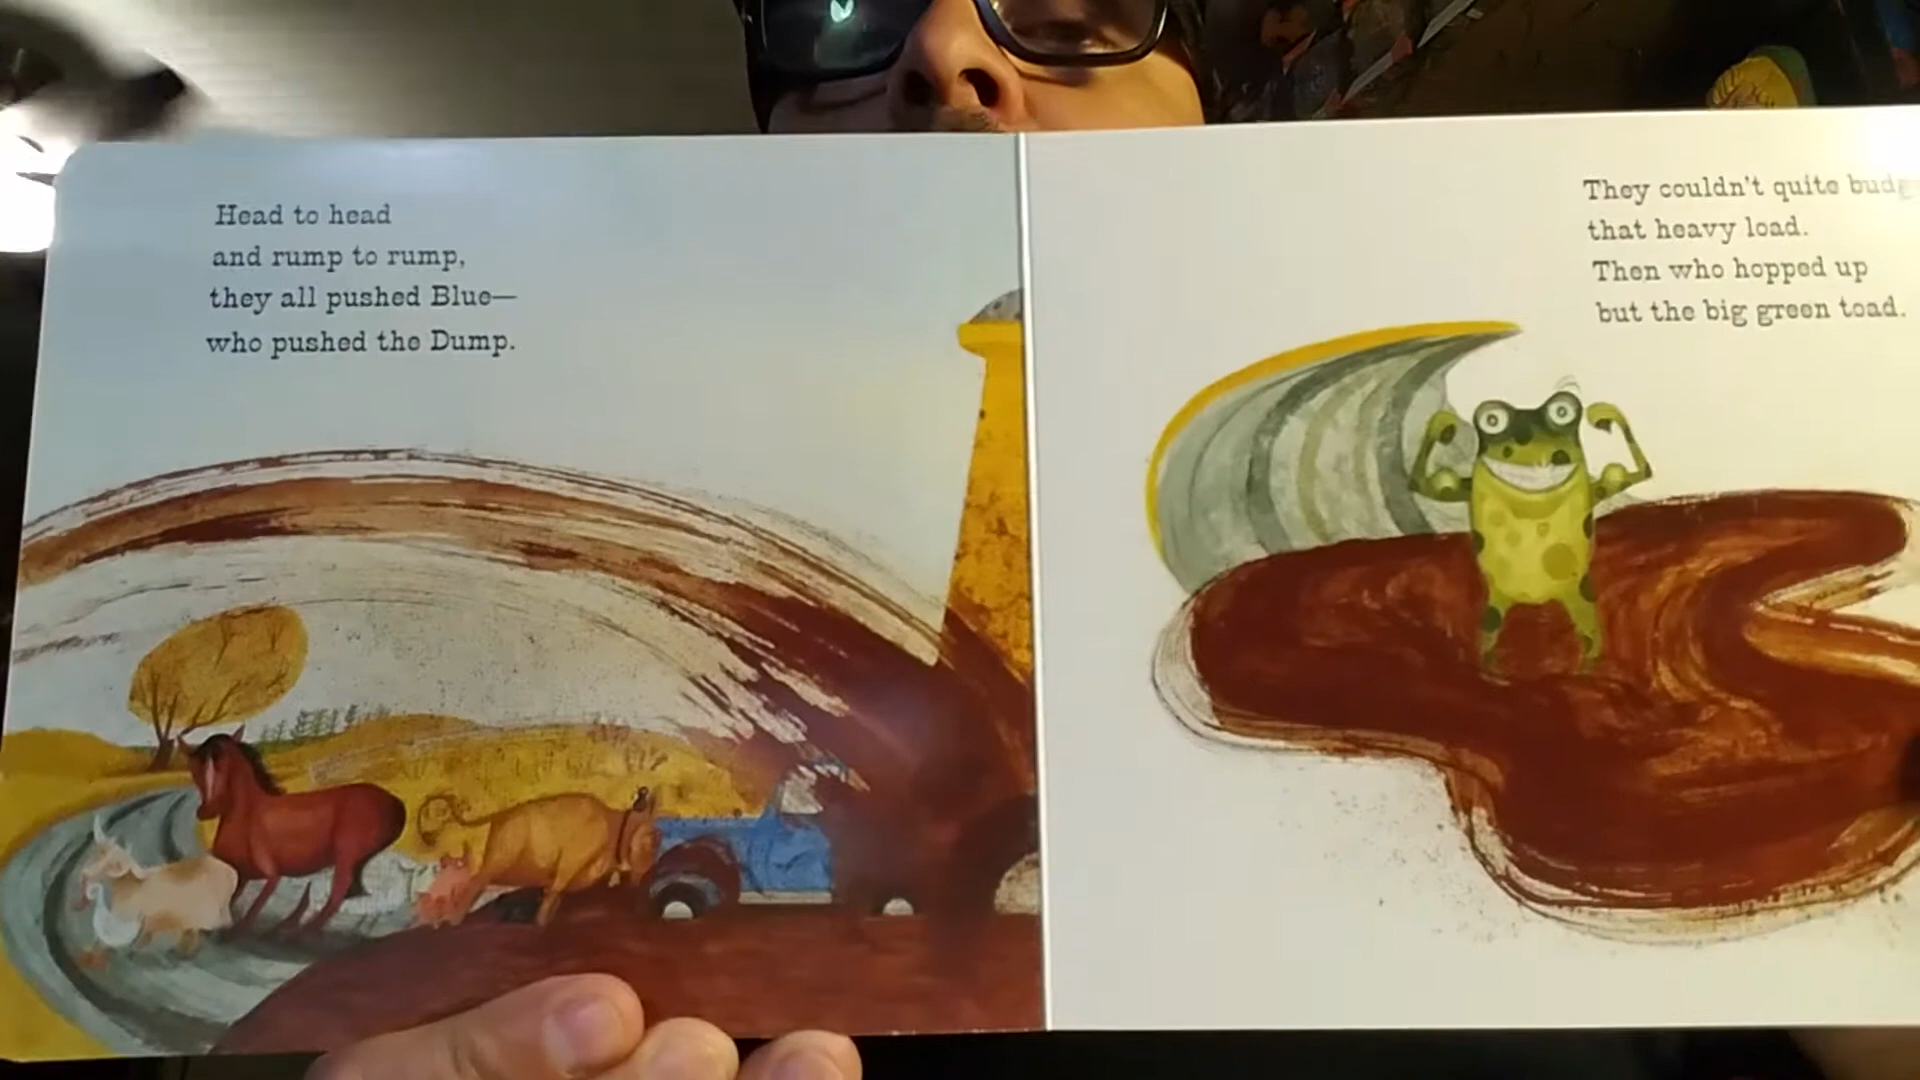 Head to head
and rump to rump,
they all pushed Blue—
who pushed the Dump.
They couldn't quite
that heavy load.
Then who hopped up
but the big green toad.